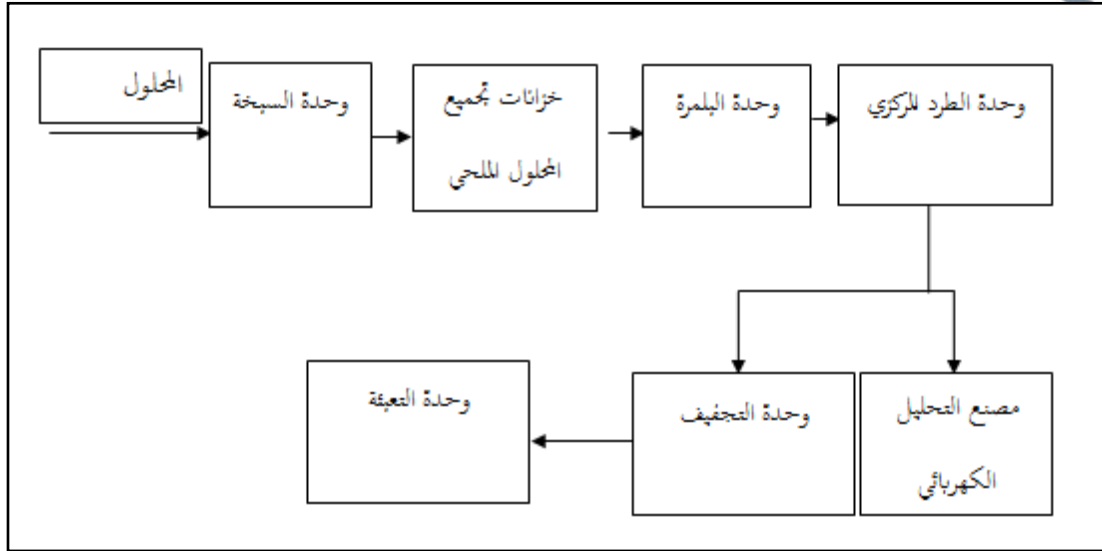 المحلول
وحدة السبخة
خزانات تجميع
المحلول الملحي
وحدة البلمرة
وحدة الطرد المركزي
مصنع التحليل
الكهربائي
وحدة التجفيف
وحدة التعبئة